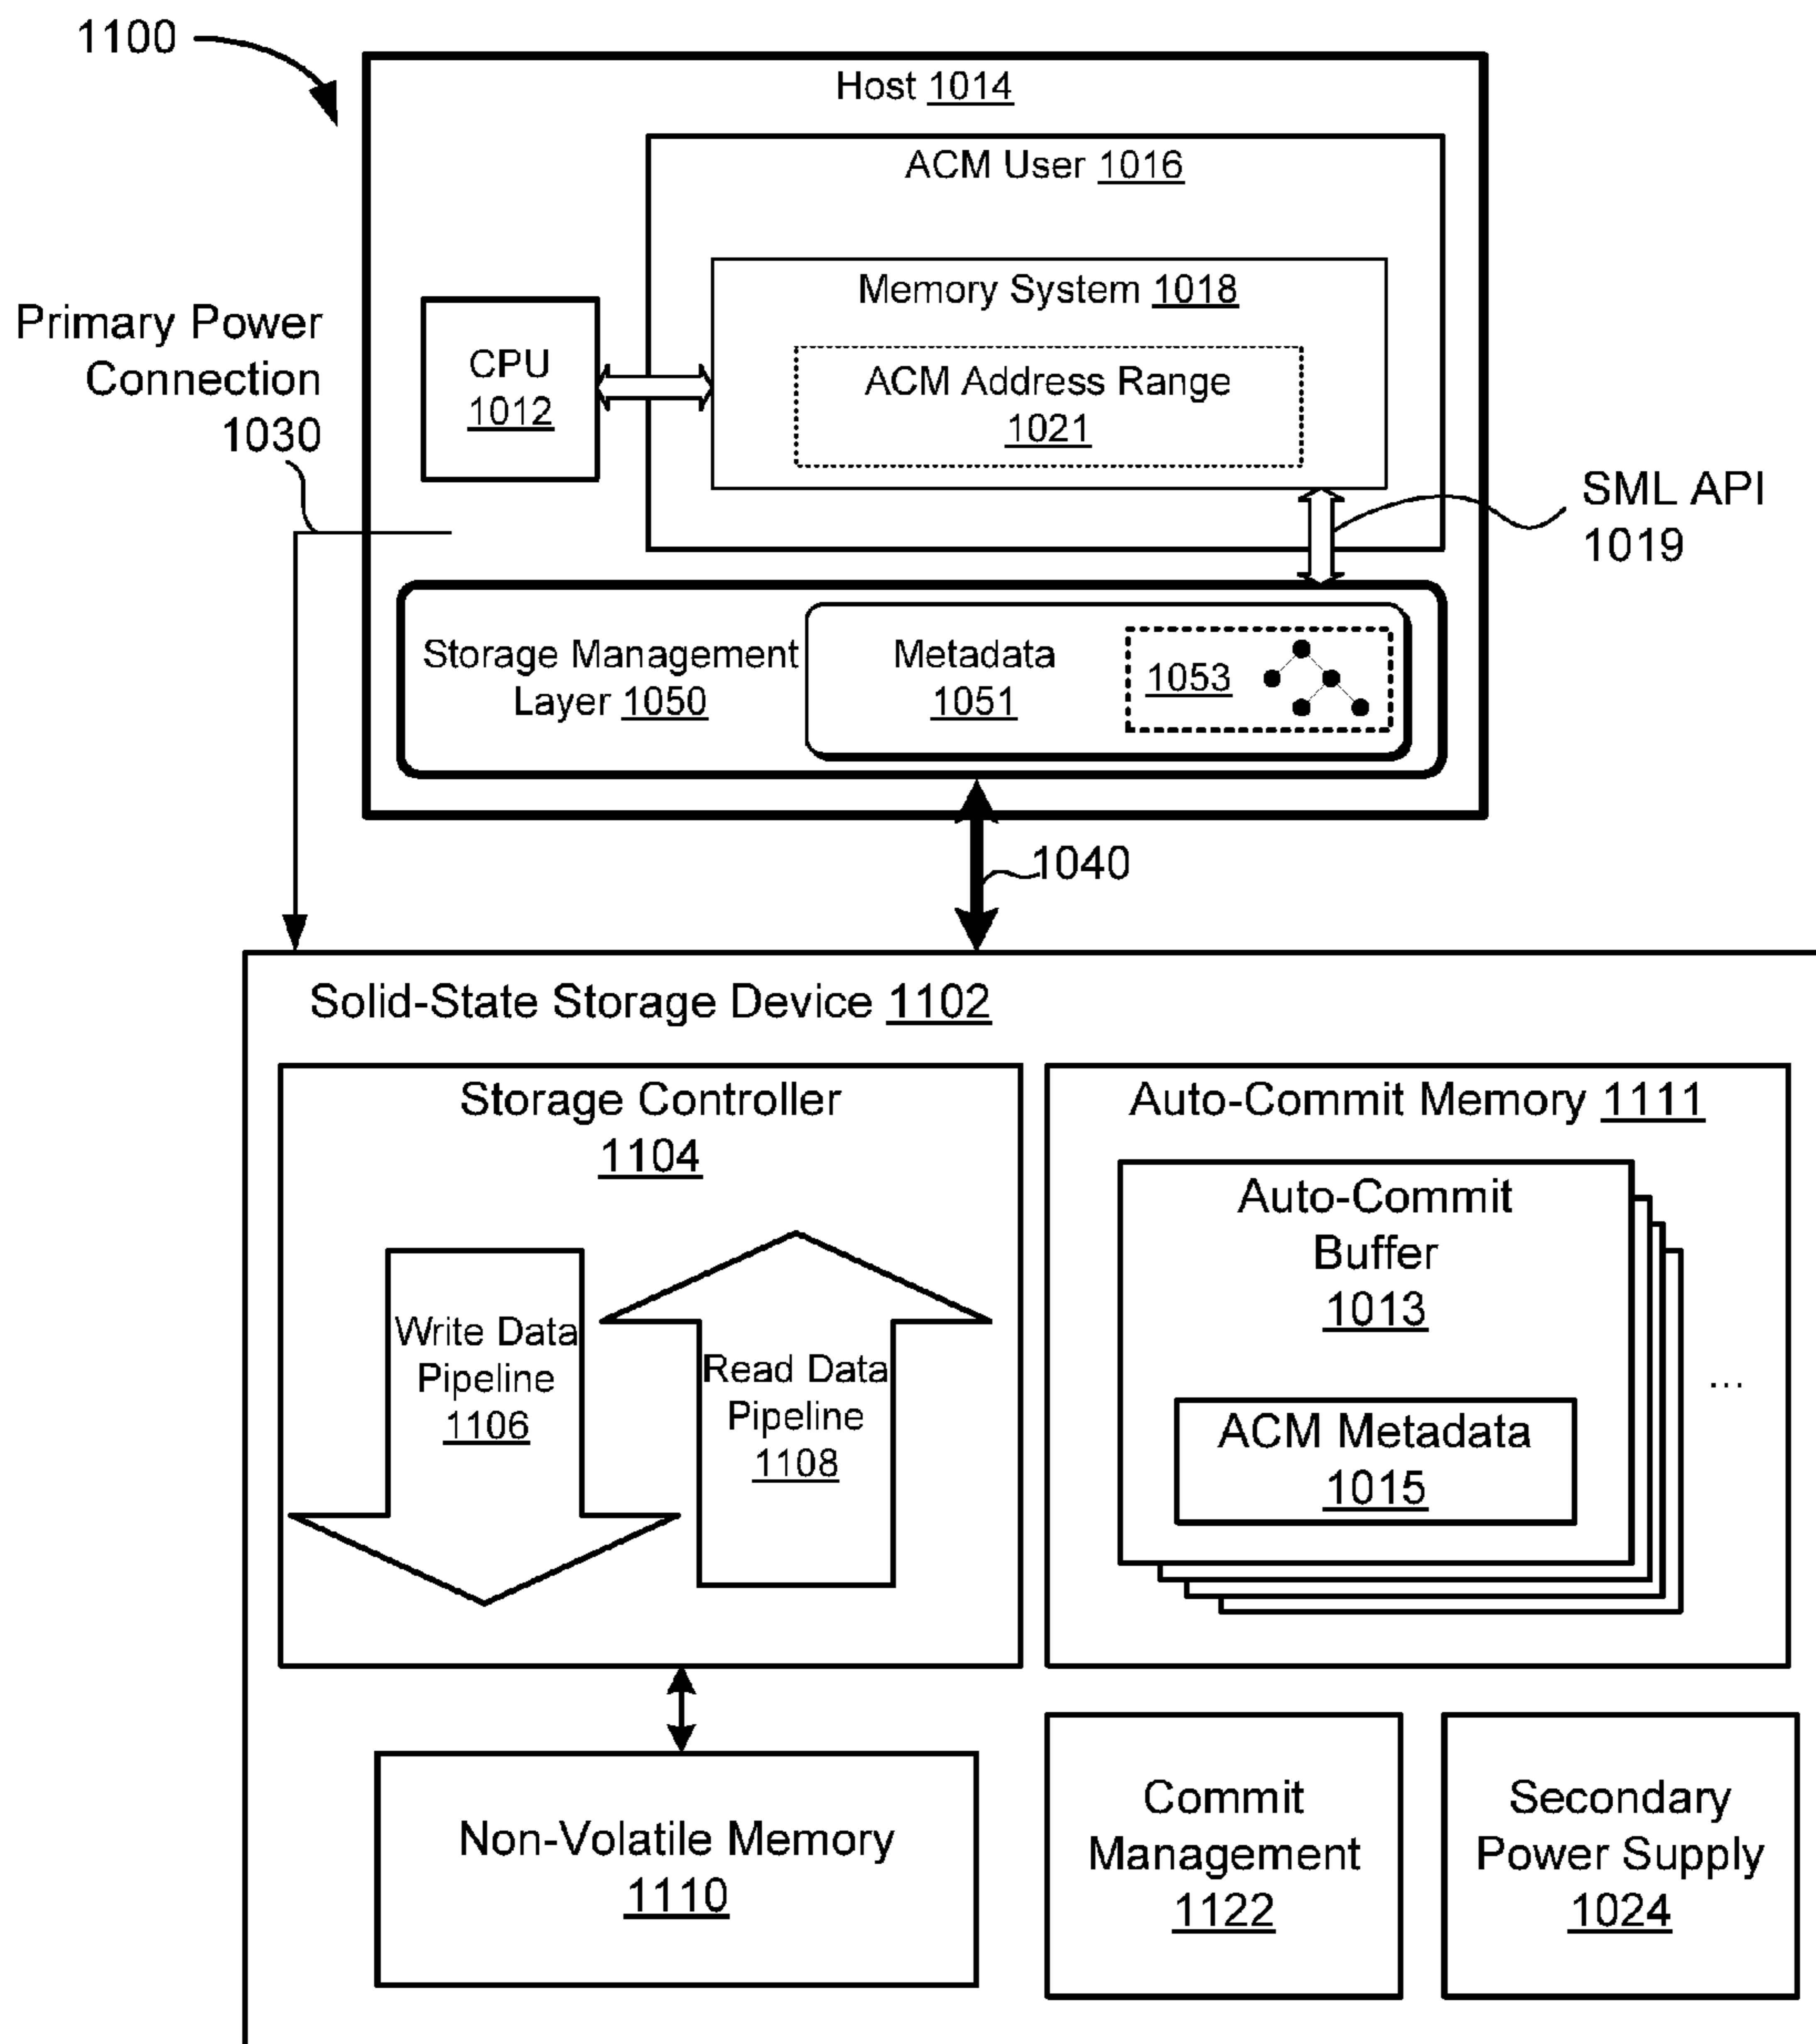 1100
Host 1014
ACM User 1016
Memory System 1018
Primary Power
Connection
1030
CPU
1012
ACM Address Range
1021
SML API
1019
Storage Management
Layer 1050
Metadata
1051
1053
1040
Solid-State Storage Device 1102
Storage Controller
1104
Write Data
Pipeline
1106
Read Data
Pipeline
1108
Auto-Commit Memory 1111
Auto-Commit
Buffer
1013
...
ACM Metadata
1015
Non-Volatile Memory
1110
Commit
Management
1122
Secondary
Power Supply
1024